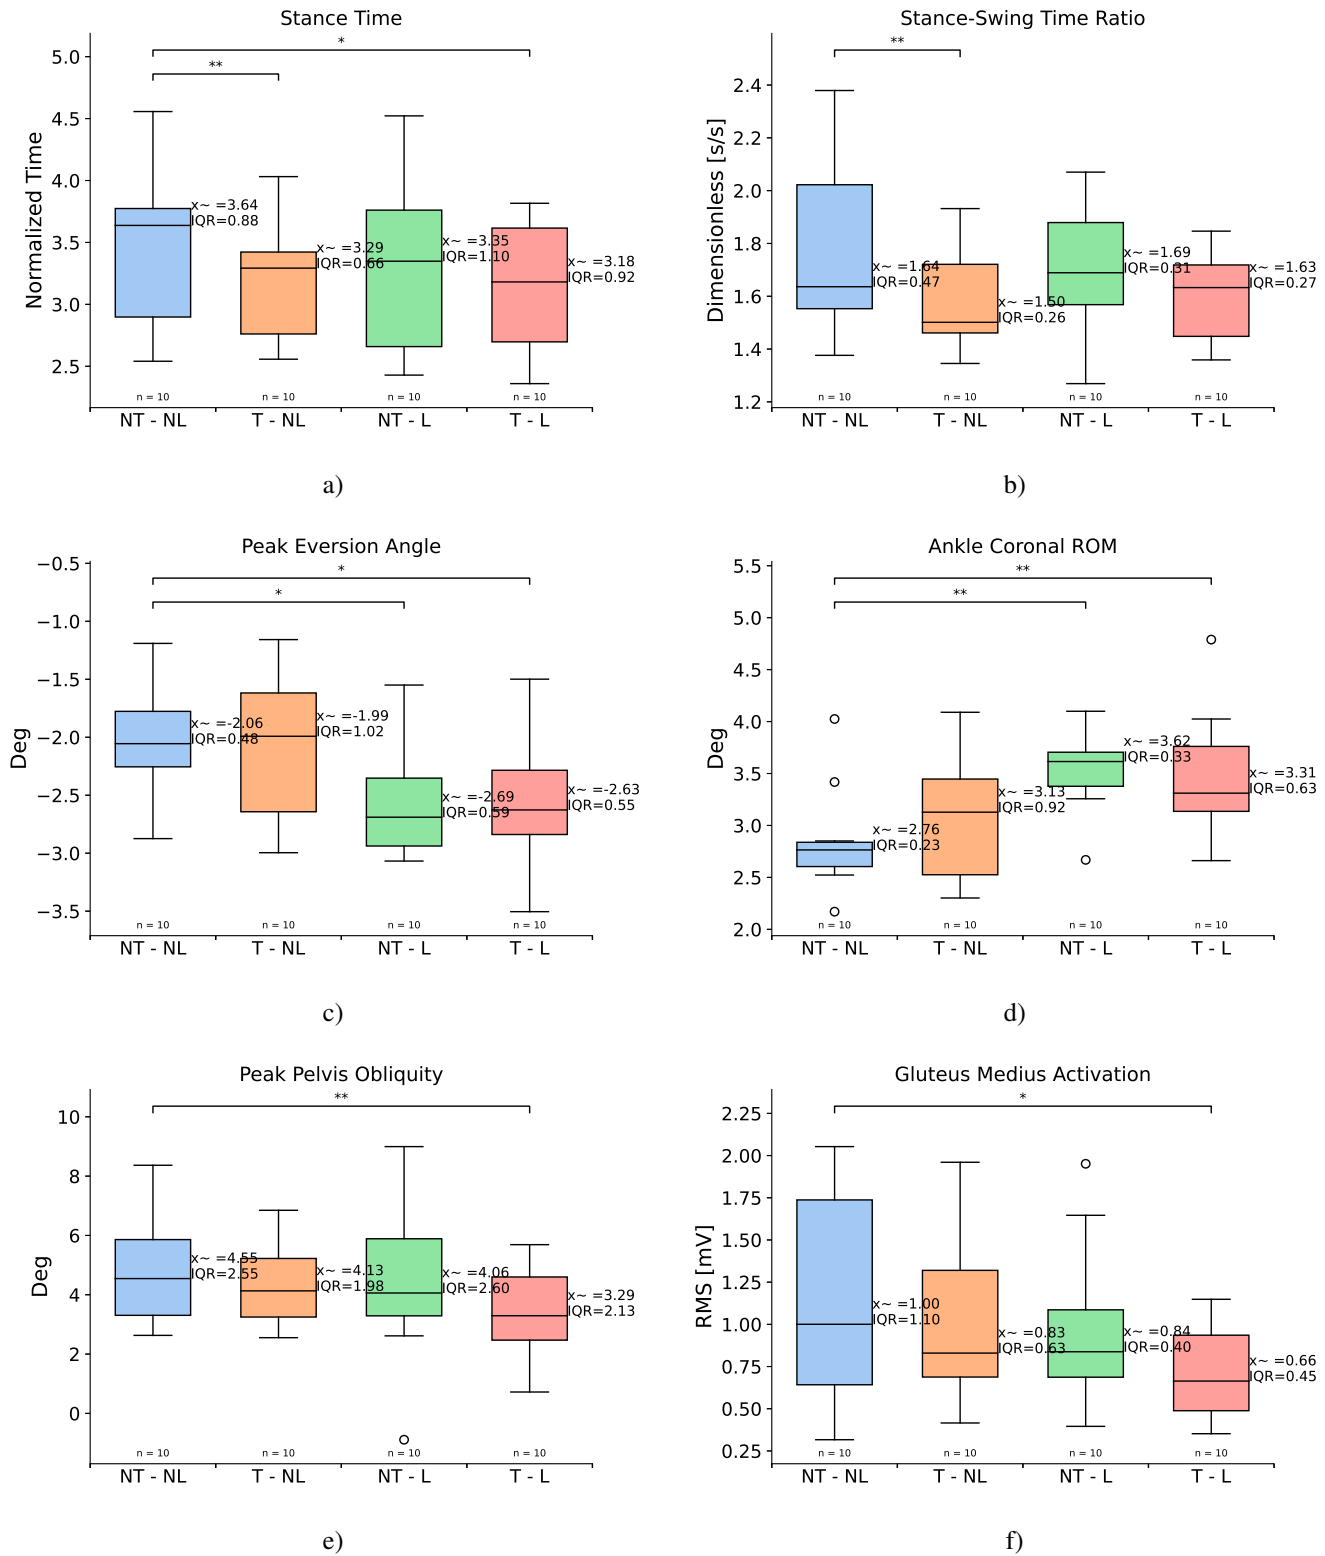 Stance Time
*
**
5.0
4.5
4.0
3.5
3.0
2.5
Normalized Time
x~ =3.64
IQR=0.88
x~ =3.29
IQR=0.66
x~ =3.35
IQR=1.10
x~ =3.18
IQR=0.92
n = 10
n = 10
n = 10
n = 10
NT - NL
T - NL
NT - L
T - L
a)
Stance-Swing Time Ratio
**
2.4
2.2
2.0
1.8
1.6
1.4
1.2
Dimensionless [s/s]
x~ =1.64
IQR=0.47
x~ =1.50
IQR=0.26
x~ =1.69
IQR=0.31
x~ =1.63
IQR=0.27
n = 10
n = 10
n = 10
n = 10
NT - NL
T - NL
NT - L
T - L
b)
Peak Eversion Angle
*
*
−0.5
−1.0
−1.5
−2.0
−2.5
−3.0
−3.5
Deg
x~ =-2.06
IQR=0.48
x~ =-1.99
IQR=1.02
x~ =-2.69
IQR=0.59
x~ =-2.63
IQR=0.55
n = 10
n = 10
n = 10
n = 10
NT - NL
T - NL
NT - L
T - L
c)
Ankle Coronal ROM
**
**
5.5
5.0
4.5
4.0
3.5
3.0
2.5
2.0
Deg
x~ =2.76
IQR=0.23
x~ =3.13
IQR=0.92
x~ =3.62
IQR=0.33
x~ =3.31
IQR=0.63
n = 10
n = 10
n = 10
n = 10
NT - NL
T - NL
NT - L
T - L
d)
Peak Pelvis Obliquity
**
10
8
6
4
2
0
Deg
x~ =4.55
IQR=2.55
x~ =4.13
IQR=1.98
x~ =4.06
IQR=2.60
x~ =3.29
IQR=2.13
n = 10
n = 10
n = 10
n = 10
NT - NL
T - NL
NT - L
T - L
e)
Gluteus Medius Activation
*
2.25
2.00
1.75
1.50
1.25
1.00
0.75
0.50
0.25
RMS [mV]
x~ =1.00
IQR=1.10
x~ =0.83
IQR=0.63
x~ =0.84
IQR=0.40
x~ =0.66
IQR=0.45
n = 10
n = 10
n = 10
n = 10
NT - NL
T - NL
NT - L
T - L
f)